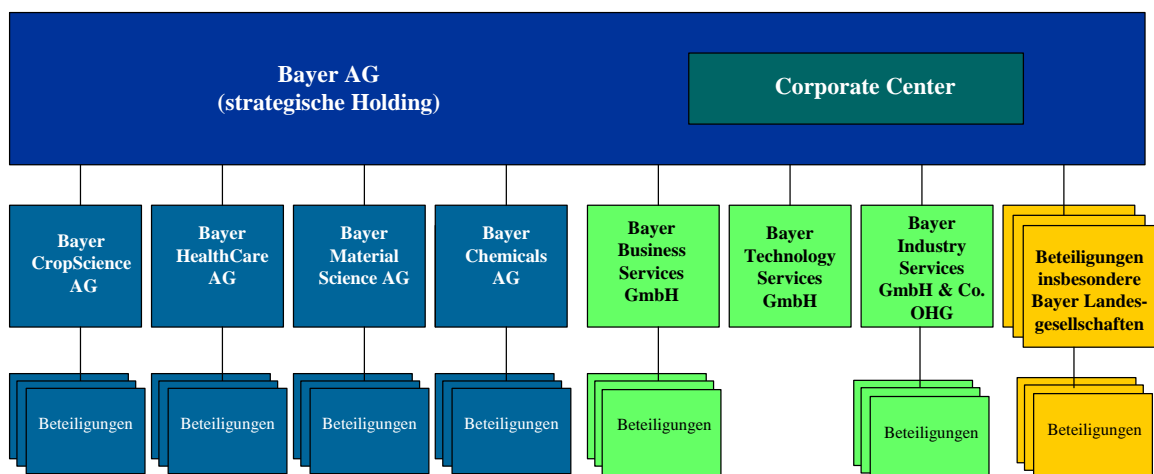 Bayer AG
(strategische Holding)
Corporate Center
Bayer
CropScience
AG
Bayer
HealthCare
AG
Bayer
Material
Science AG
Bayer
Chemicals
AG
Bayer
Business
Services
GmbH
Bayer
Technology
Services
GmbH
Bayer
Industry
Services
GmbH & Co.
OHG
Beteiligungen
insbesondere
Bayer Landes-
gesellschaften
Beteiligungen
Beteiligungen
Beteiligungen
Beteiligungen
Beteiligungen
Beteiligungen
Beteiligungen